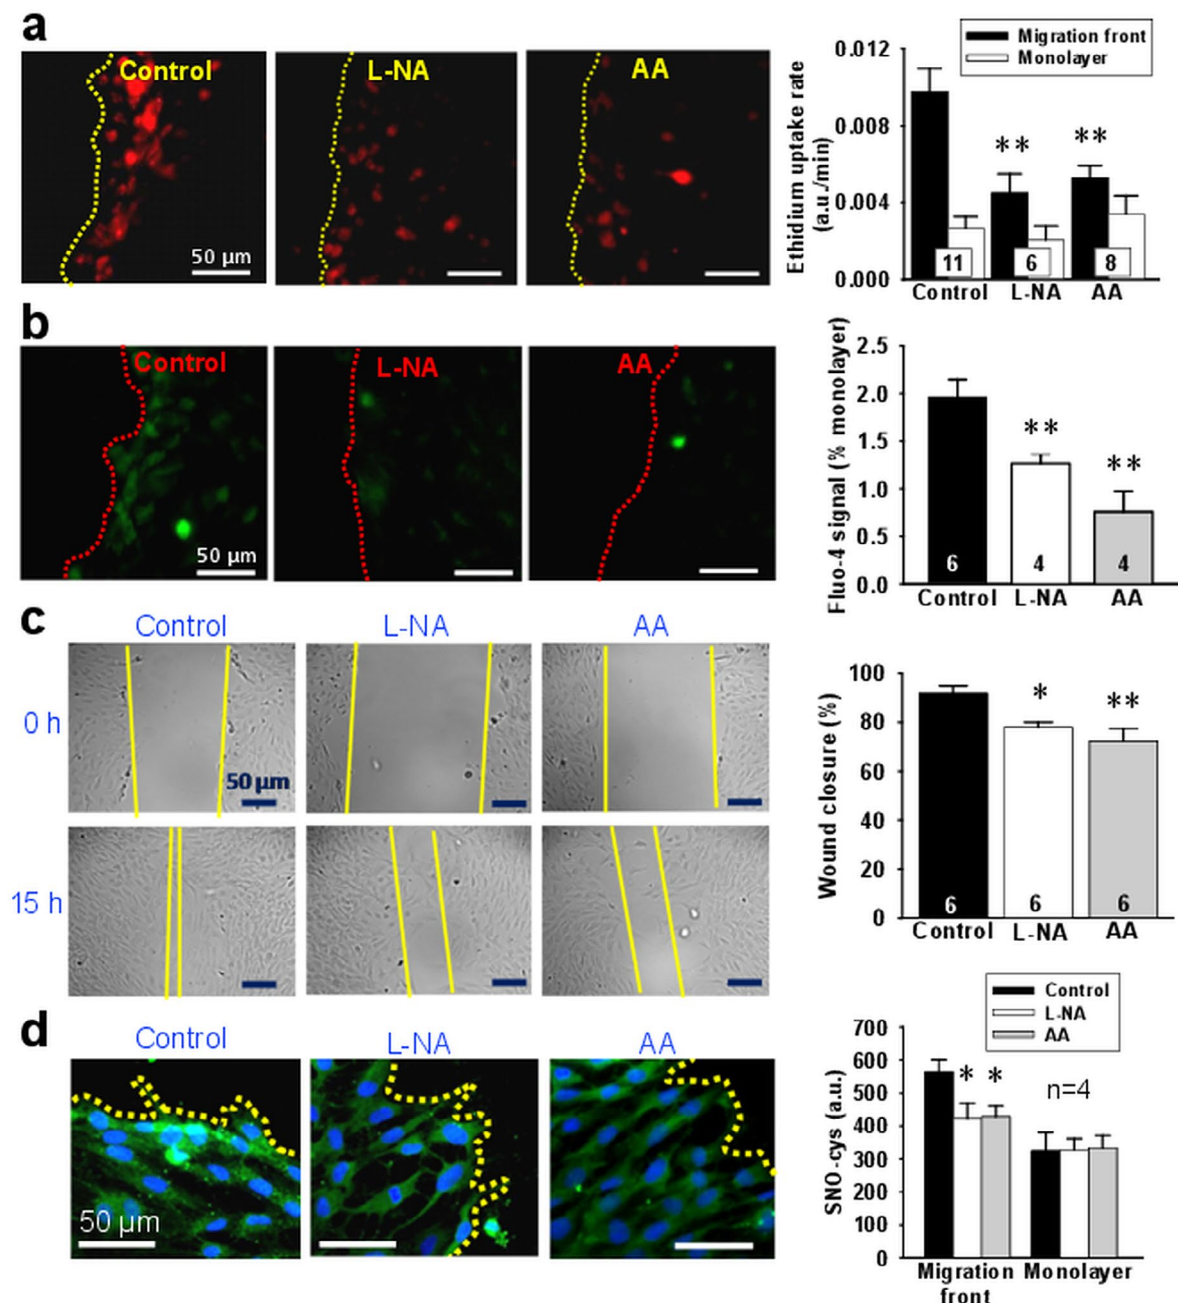 a
Control
L-NA
AA
50 µm
Migration front
Monolayer
Ethidium uptake rate
(a.u./min)
0.012
0.008
0.004
0.000
**
**
11
6
8
Control
L-NA
AA
b
Control
L-NA
AA
50 µm
Fluo-4 signal (% monolayer)
2.5
2.0
1.5
1.0
0.5
0.0
**
**
6
4
4
Control
L-NA
AA
c
Control
L-NA
AA
0 h
50 µm
15 h
Wound closure (%)
100
80
60
40
20
0
*
**
6
6
6
Control
L-NA
AA
d
Control
L-NA
AA
50 µm
Control
L-NA
AA
SNO-cys (a.u.)
700
600
500
400
300
200
100
0
*
*
n=4
Migration
front
Monolayer